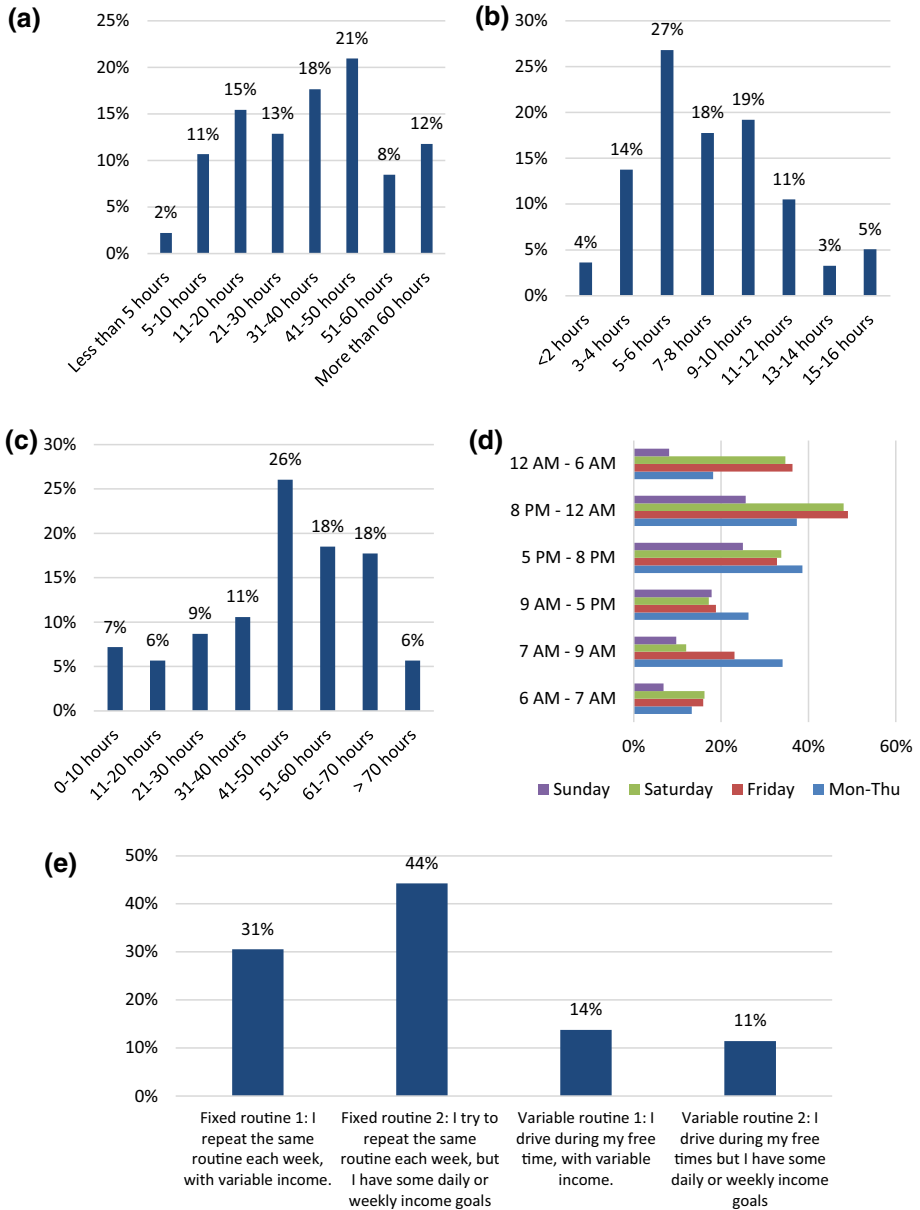 (a)
25%
20%
15%
10%
5%
0%
2%
11%
15%
13%
18%
21%
8%
12%
Less than 5 hours
5-10 hours
11-20 hours
21-30 hours
31-40 hours
41-50 hours
51-60 hours
More than 60 hours
(b)
30%
25%
20%
15%
10%
5%
0%
4%
14%
27%
18%
19%
11%
3%
5%
<2 hours
3-4 hours
5-6 hours
7-8 hours
9-10 hours
11-12 hours
13-14 hours
15-16 hours
(c)
30%
25%
20%
15%
10%
5%
0%
7%
6%
9%
11%
26%
18%
18%
6%
0-10 hours
11-20 hours
21-30 hours
31-40 hours
41-50 hours
51-60 hours
61-70 hours
> 70 hours
(d)
12 AM - 6 AM
8 PM - 12 AM
5 PM - 8 PM
9 AM - 5 PM
7 AM - 9 AM
6 AM - 7 AM
0% 20% 40% 60%
Sunday Saturday Friday Mon-Thu
(e)
50%
40%
30%
20%
10%
0%
31%
44%
14%
11%
Fixed routine 1: I
repeat the same
routine each week,
with variable income.
Fixed routine 2: I try to
repeat the same
routine each week, but
I have some daily or
weekly income goals
Variable routine 1: I
drive during my free
time, with variable
income.
Variable routine 2: I
drive during my free
times but I have some
daily or weekly income
goals